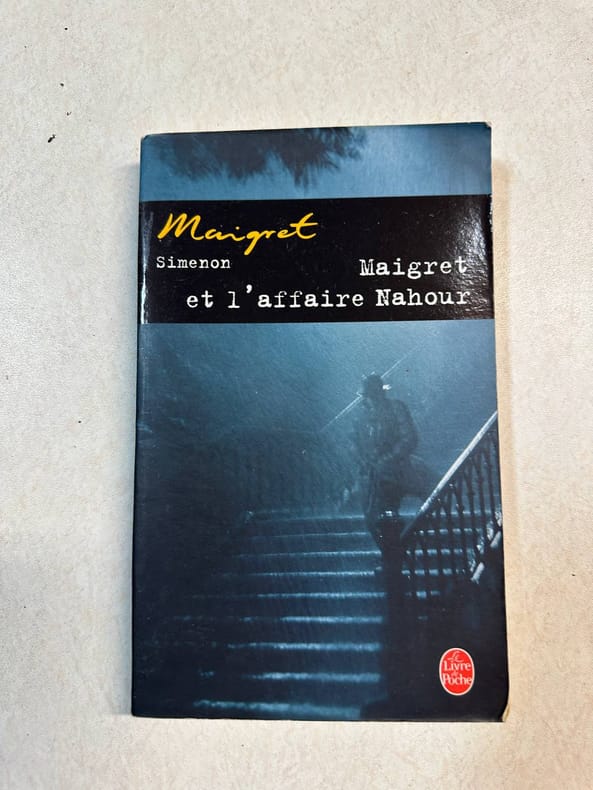 Maigret
Simenon
Maigret
et l'affaire Nahour
Le
Livre
de
Poche